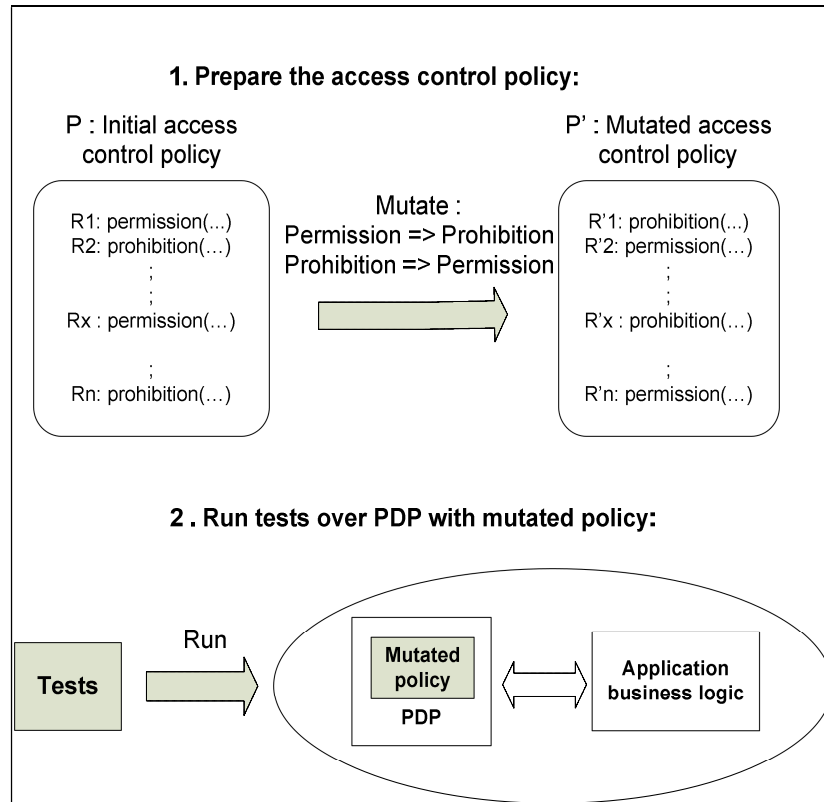 1. Prepare the access control policy:
P : Initial access
control policy
R1: permission(...)
R2: prohibition(...)
;
;
Rx : permission(...)
;
Rn: prohibition(...)
Mutate :
Permission => Prohibition
Prohibition => Permission
P' : Mutated access
control policy
R'1: prohibition(...)
R'2: permission(...)
;
;
R'x : prohibition(...)
;
R'n: permission(...)
2 . Run tests over PDP with mutated policy:
Tests
Run
Mutated
policy
PDP
Application
business logic